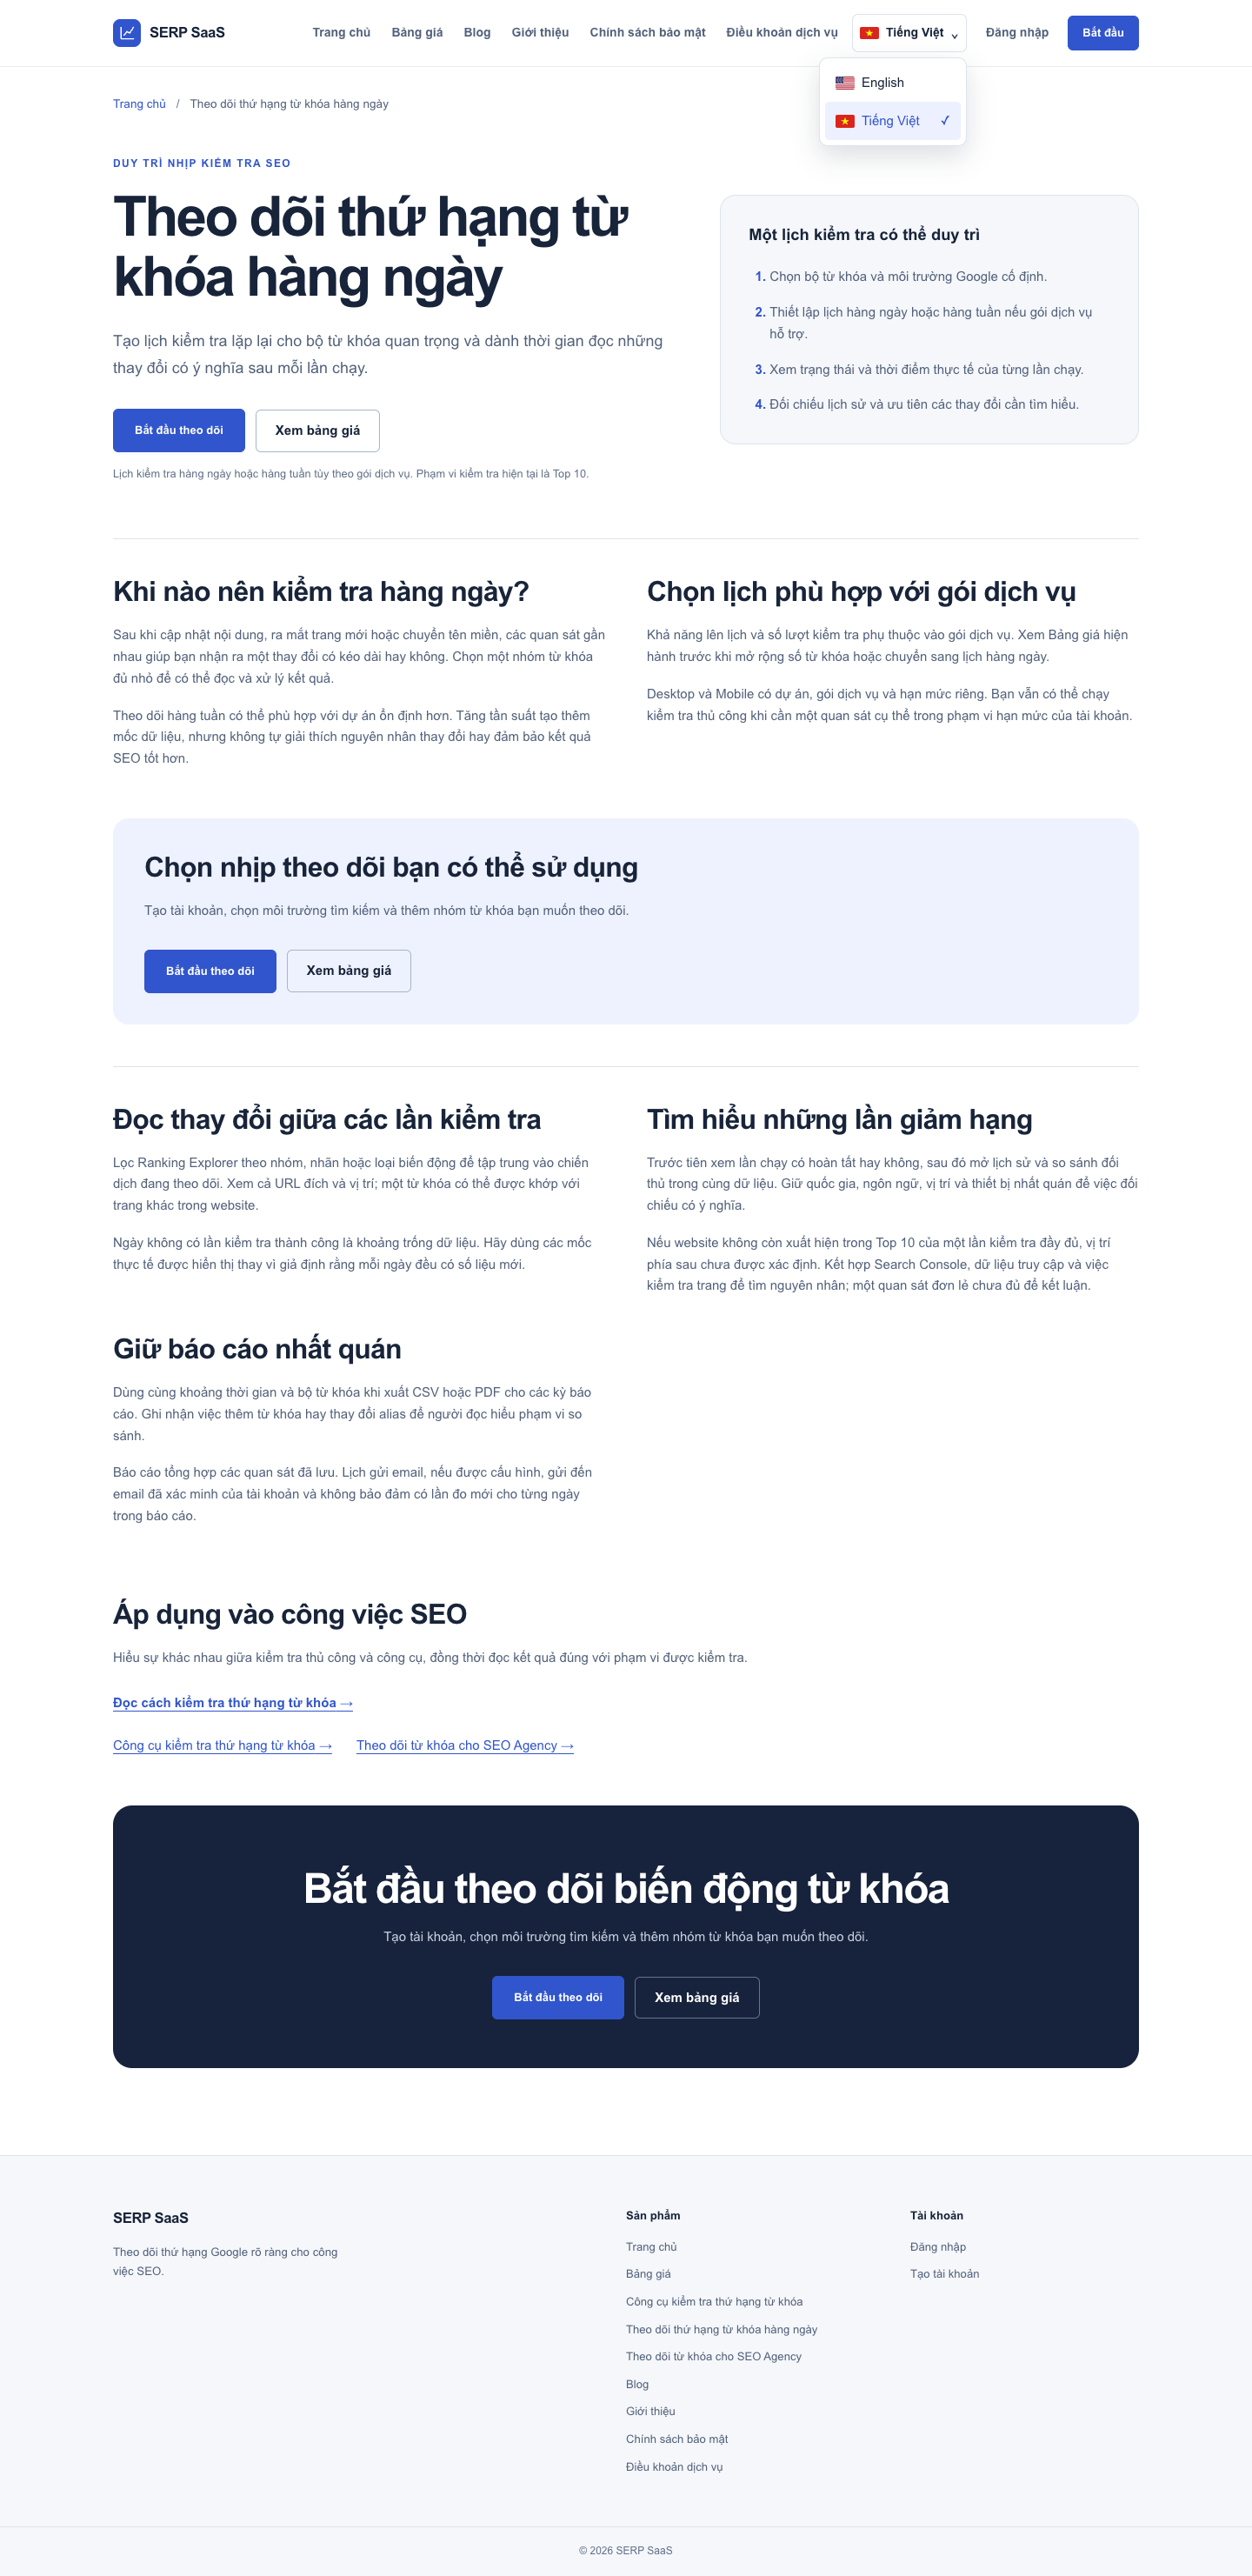 SERP SaaS
Trang chủ
Bảng giá
Blog
Giới thiệu
Chính sách bảo mật
Điều khoản dịch vụ
Tiếng Việt
Đăng nhập
Bắt đầu
English
Tiếng Việt ✓
Trang chủ / Theo dõi thứ hạng từ khóa hàng ngày
DUY TRÌ NHỊP KIỂM TRA SEO
Theo dõi thứ hạng từ
khóa hàng ngày
Tạo lịch kiểm tra lặp lại cho bộ từ khóa quan trọng và dành thời gian đọc những
thay đổi có ý nghĩa sau mỗi lần chạy.
Bắt đầu theo dõi
Xem bảng giá
Lịch kiểm tra hàng ngày hoặc hàng tuần tùy theo gói dịch vụ. Phạm vi kiểm tra hiện tại là Top 10.
Một lịch kiểm tra có thể duy trì
1. Chọn bộ từ khóa và môi trường Google cố định.
2. Thiết lập lịch hàng ngày hoặc hàng tuần nếu gói dịch vụ
hỗ trợ.
3. Xem trạng thái và thời điểm thực tế của từng lần chạy.
4. Đối chiếu lịch sử và ưu tiên các thay đổi cần tìm hiểu.
Khi nào nên kiểm tra hàng ngày?
Sau khi cập nhật nội dung, ra mắt trang mới hoặc chuyển tên miền, các quan sát gần
nhau giúp bạn nhận ra một thay đổi có kéo dài hay không. Chọn một nhóm từ khóa
đủ nhỏ để có thể đọc và xử lý kết quả.
Theo dõi hàng tuần có thể phù hợp với dự án ổn định hơn. Tăng tần suất tạo thêm
mốc dữ liệu, nhưng không tự giải thích nguyên nhân thay đổi hay đảm bảo kết quả
SEO tốt hơn.
Chọn lịch phù hợp với gói dịch vụ
Khả năng lên lịch và số lượt kiểm tra phụ thuộc vào gói dịch vụ. Xem Bảng giá hiện
hành trước khi mở rộng số từ khóa hoặc chuyển sang lịch hàng ngày.
Desktop và Mobile có dự án, gói dịch vụ và hạn mức riêng. Bạn vẫn có thể chạy
kiểm tra thủ công khi cần một quan sát cụ thể trong phạm vi hạn mức của tài khoản.
Chọn nhịp theo dõi bạn có thể sử dụng
Tạo tài khoản, chọn môi trường tìm kiếm và thêm nhóm từ khóa bạn muốn theo dõi.
Bắt đầu theo dõi
Xem bảng giá
Đọc thay đổi giữa các lần kiểm tra
Lọc Ranking Explorer theo nhóm, nhãn hoặc loại biến động để tập trung vào chiến
dịch đang theo dõi. Xem cả URL đích và vị trí; một từ khóa có thể được khớp với
trang khác trong website.
Ngày không có lần kiểm tra thành công là khoảng trống dữ liệu. Hãy dùng các mốc
thực tế được hiển thị thay vì giả định rằng mỗi ngày đều có số liệu mới.
Tìm hiểu những lần giảm hạng
Trước tiên xem lần chạy có hoàn tất hay không, sau đó mở lịch sử và so sánh đối
thủ trong cùng dữ liệu. Giữ quốc gia, ngôn ngữ, vị trí và thiết bị nhất quán để việc đối
chiếu có ý nghĩa.
Nếu website không còn xuất hiện trong Top 10 của một lần kiểm tra đầy đủ, vị trí
phía sau chưa được xác định. Kết hợp Search Console, dữ liệu truy cập và việc
kiểm tra trang để tìm nguyên nhân; một quan sát đơn lẻ chưa đủ để kết luận.
Giữ báo cáo nhất quán
Dùng cùng khoảng thời gian và bộ từ khóa khi xuất CSV hoặc PDF cho các kỳ báo
cáo. Ghi nhận việc thêm từ khóa hay thay đổi alias để người đọc hiểu phạm vi so
sánh.
Báo cáo tổng hợp các quan sát đã lưu. Lịch gửi email, nếu được cấu hình, gửi đến
email đã xác minh của tài khoản và không bảo đảm có lần đo mới cho từng ngày
trong báo cáo.
Áp dụng vào công việc SEO
Hiểu sự khác nhau giữa kiểm tra thủ công và công cụ, đồng thời đọc kết quả đúng với phạm vi được kiểm tra.
Đọc cách kiểm tra thứ hạng từ khóa →
Công cụ kiểm tra thứ hạng từ khóa →
Theo dõi từ khóa cho SEO Agency →
Bắt đầu theo dõi biến động từ khóa
Tạo tài khoản, chọn môi trường tìm kiếm và thêm nhóm từ khóa bạn muốn theo dõi.
Bắt đầu theo dõi
Xem bảng giá
SERP SaaS
Theo dõi thứ hạng Google rõ ràng cho công
việc SEO.
Sản phẩm
Trang chủ
Bảng giá
Công cụ kiểm tra thứ hạng từ khóa
Theo dõi thứ hạng từ khóa hàng ngày
Theo dõi từ khóa cho SEO Agency
Blog
Giới thiệu
Chính sách bảo mật
Điều khoản dịch vụ
Tài khoản
Đăng nhập
Tạo tài khoản
© 2026 SERP SaaS